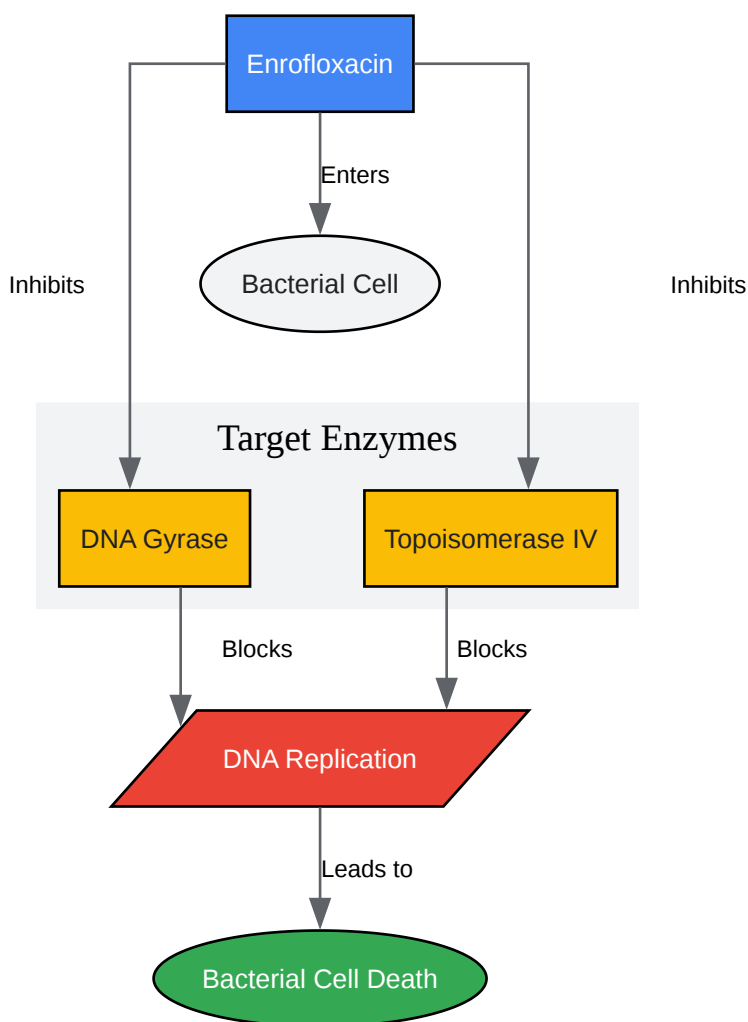 Enrofloxacin
Enters
Inhibits
Bacterial Cell
Inhibits
Target Enzymes
DNA Gyrase
Topoisomerase IV
Blocks
Blocks
DNA Replication
Leads to
Bacterial Cell Death